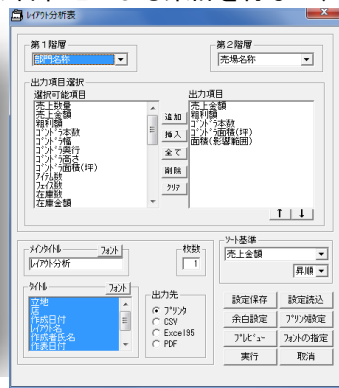 レイアウト分析表
第１階層
部門名称
第２階層
売場名称
出力項目選択
選択可能項目
売上数量
売上金額
粗利額
ｺﾞﾝﾄﾞﾗ本数
ｺﾞﾝﾄﾞﾗ幅
ｺﾞﾝﾄﾞﾗ奥行
ｺﾞﾝﾄﾞﾗ高さ
ｺﾞﾝﾄﾞﾗ面積(坪)
ｱｲﾃﾑ数
ﾌｪｲｽ数
在庫数
在庫金額
追加
挿入
全て
削除
ｸﾘｱ
出力項目
売上金額
粗利額
ｺﾞﾝﾄﾞﾗ本数
ｺﾞﾝﾄﾞﾗ面積(坪)
面積(影響範囲)
↑
↓
ﾒｲﾝﾀｲﾄﾙ
ﾌｫﾝﾄ
ﾚｲｱｳﾄ分析
枚数
1
ｿｰﾄ基準
売上金額
昇順
ﾀｲﾄﾙ
ﾌｫﾝﾄ
立地
店
作成日付
ﾚｲｱｳﾄ名
作成者氏名
作表日付
出力先
ﾌﾟﾘﾝﾀ
CSV
Excel95
PDF
設定保存
設定読込
余白設定
ﾌﾟﾘﾝﾀ設定
ﾌﾟﾚﾋﾞｭｰ
ﾌｫﾝﾄの指定
実行
取消